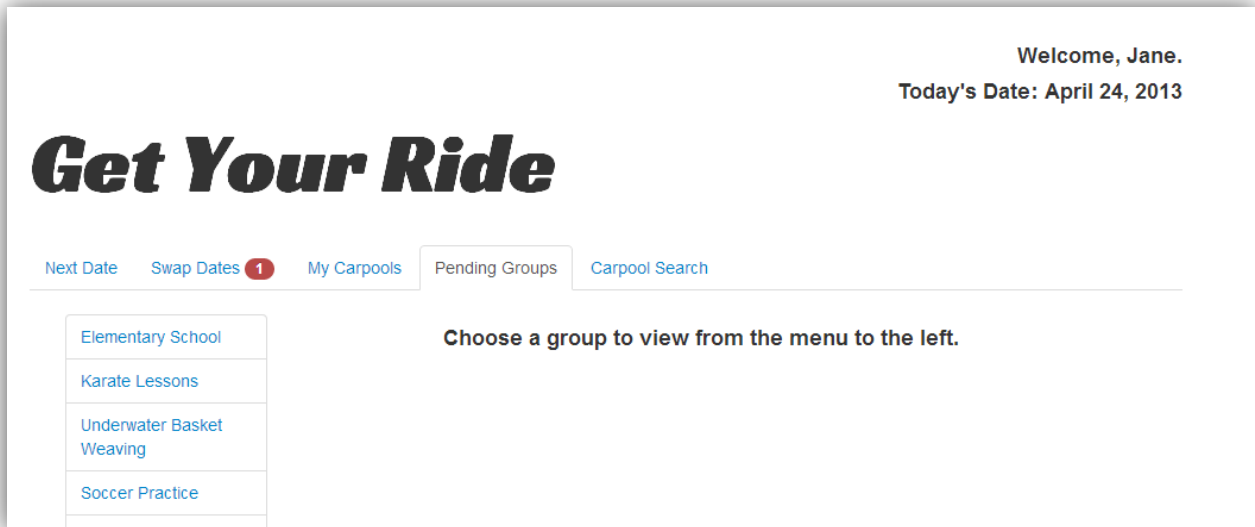 Welcome, Jane.
Today's Date: April 24, 2013
Get Your Ride
Next Date Swap Dates 1 My Carpools Pending Groups Carpool Search
Elementary School
Choose a group to view from the menu to the left.
Karate Lessons
Underwater Basket
Weaving
Soccer Practice